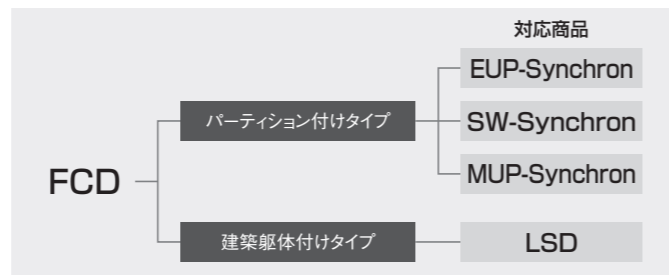 対応商品
EUP-Synchron
パーティション付けタイプ
SW-Synchron
MUP-Synchron
FCD
建築躯体付けタイプ
LSD